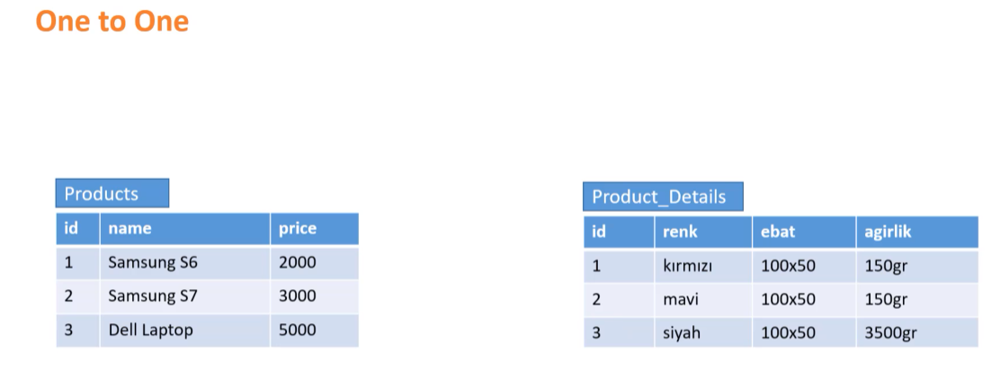 One to One
Products
id name price
1 Samsung S6 2000
2 Samsung S7 3000
3 Dell Laptop 5000
Product_Details
id renk ebat agirlik
1 kırmızı 100x50 150gr
2 mavi 100x50 150gr
3 siyah 100x50 3500gr